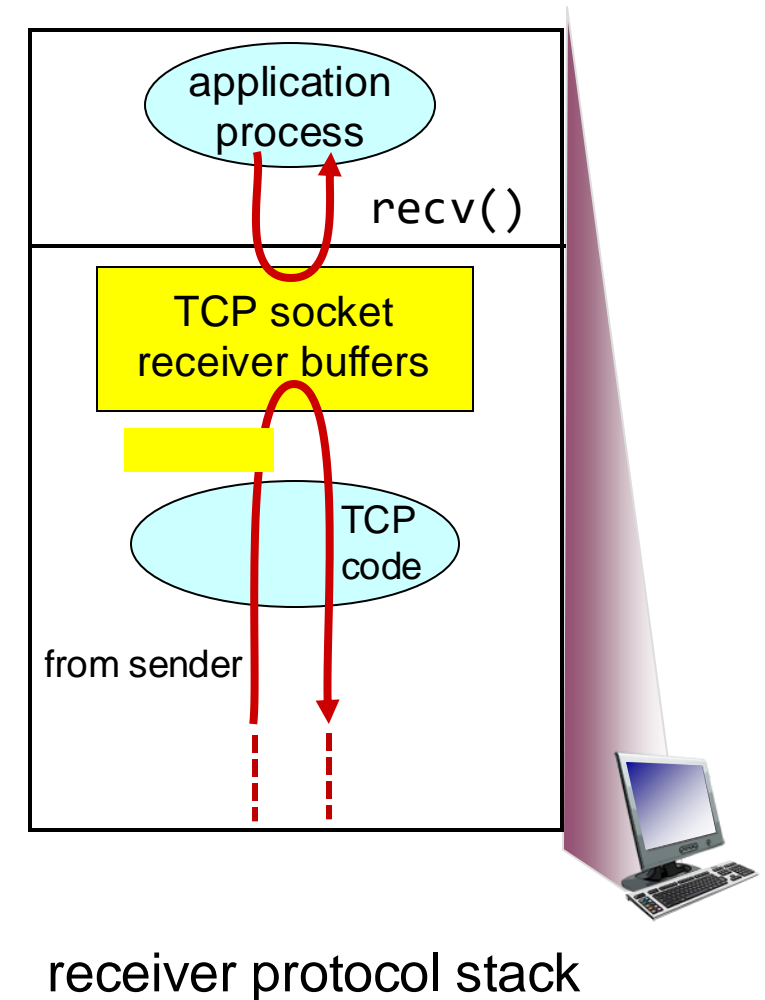 application
process
recv()
TCP socket
receiver buffers
TCP
code
from sender
receiver protocol stack